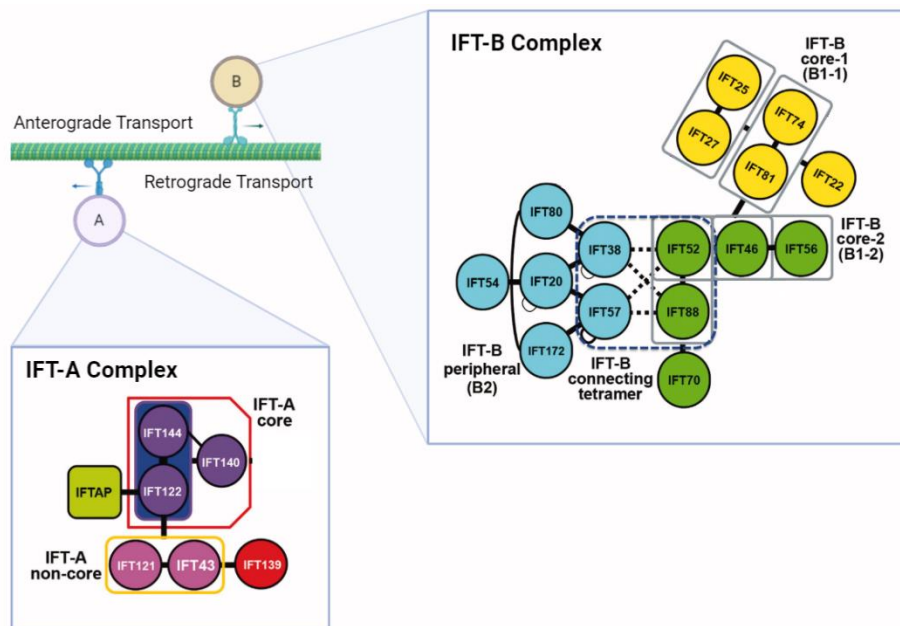 B
Anterograde Transport
Retrograde Transport
A
IFT-B Complex
IFT-B
core-1
(B1-1)
IFT25
IFT74
IFT27
IFT81
IFT22
IFT80
IFT38
IFT52
IFT46
IFT56
IFT-B
core-2
(B1-2)
IFT54
IFT20
IFT57
IFT88
IFT172
IFT-B
peripheral
(B2)
IFT-B
connecting
tetramer
IFT70
IFT-A Complex
IFT-A
core
IFT144
IFT140
IFTAP
IFT122
IFT-A
non-core
IFT121
IFT43
IFT139